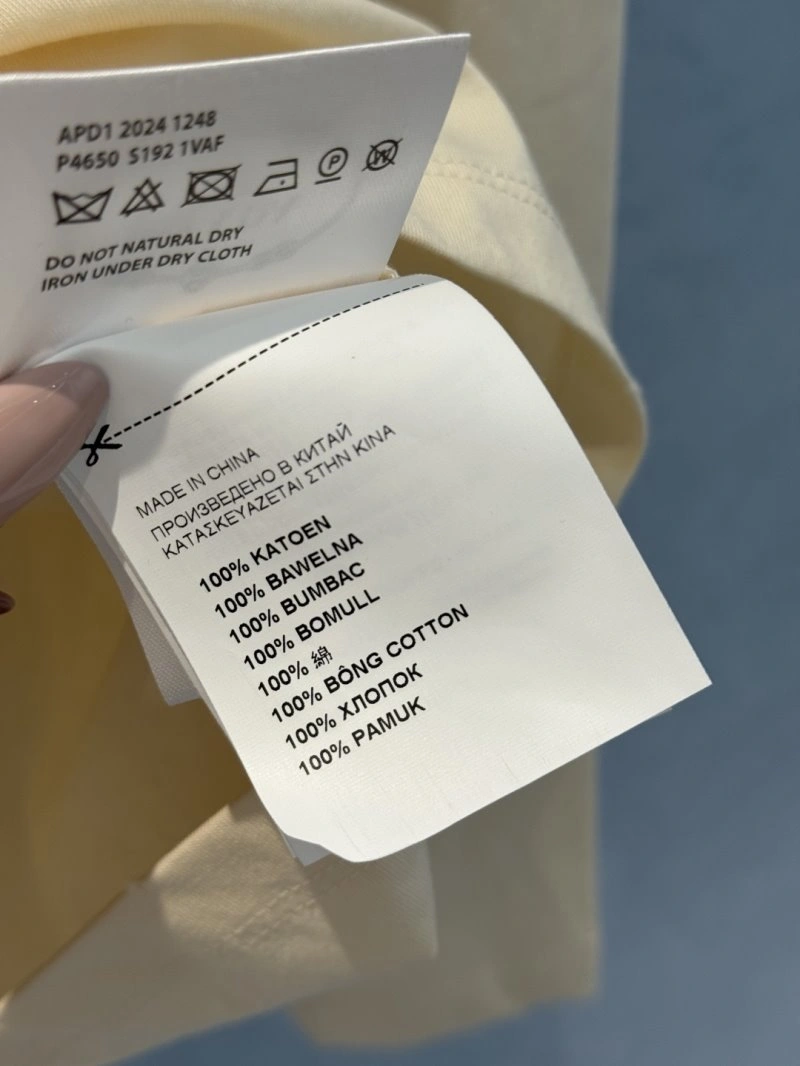 APD1 2024 1248
P4650 S192 1VAF
P
W
DO NOT NATURAL DRY
IRON UNDER DRY CLOTH
MADE IN CHINA
ПРОИЗВЕДЕНО В КИТАЙ
ΚΑΤΑΣΚΕΥΑΖΕΤΑΙ ΣΤΗΝ ΚΙΝΑ
100% KATOEN
100% BAWELNA
100% BUMBAC
100% BOMULL
100% 綿
100% BÔNG COTTON
100% ХЛОПОК
100% PAMUK